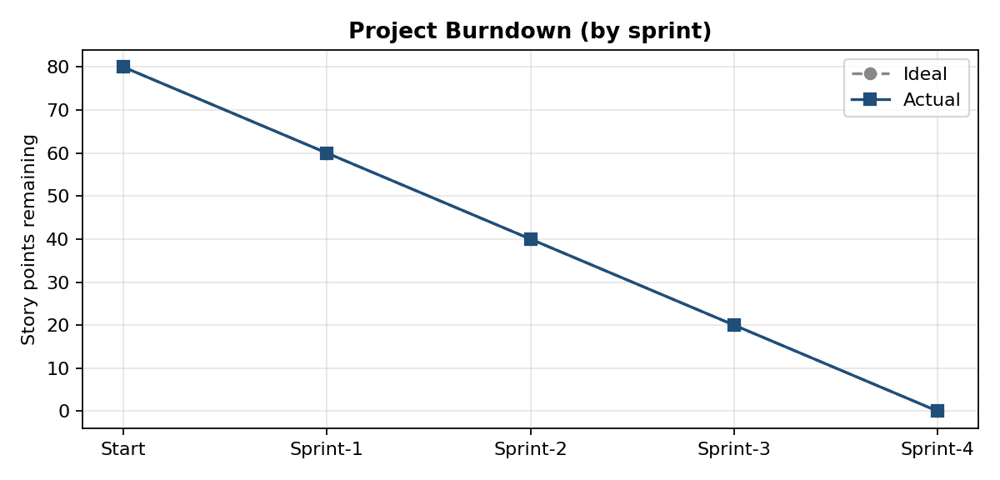 Project Burndown (by sprint)
Story points remaining
80
70
60
50
40
30
20
10
0
Start
Sprint-1
Sprint-2
Sprint-3
Sprint-4
Ideal
Actual